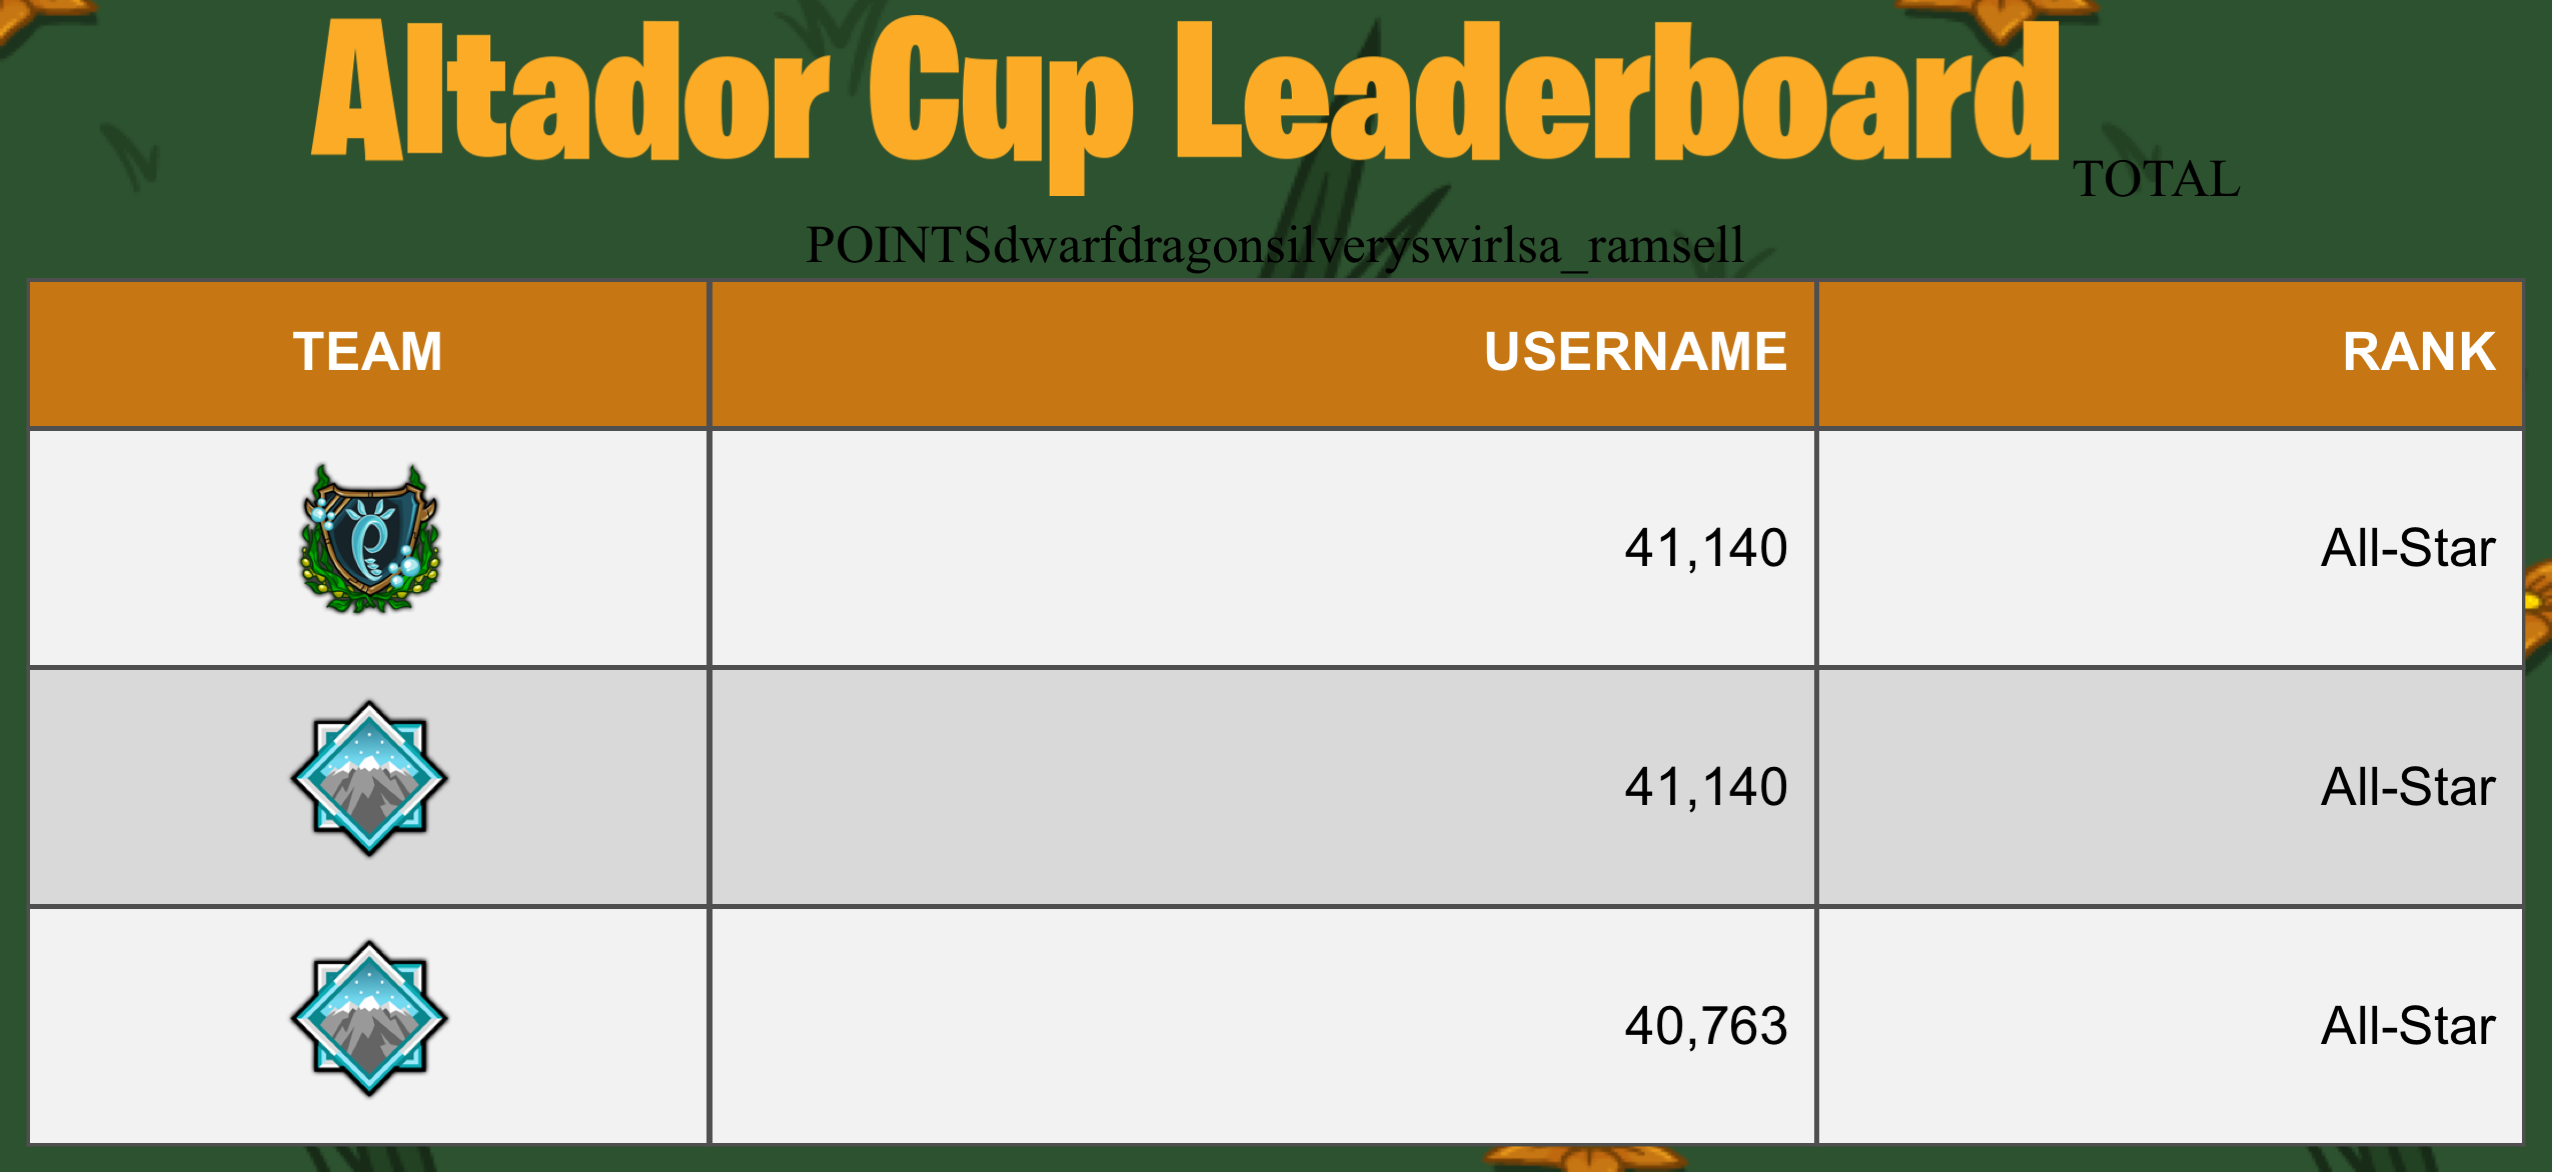 Altador Cup Leaderboard TOTAL
POINTSdwarfdragonsilveryswirlsa_ramsell
TEAM USERNAME RANK
41,140 All-Star
41,140 All-Star
40,763 All-Star